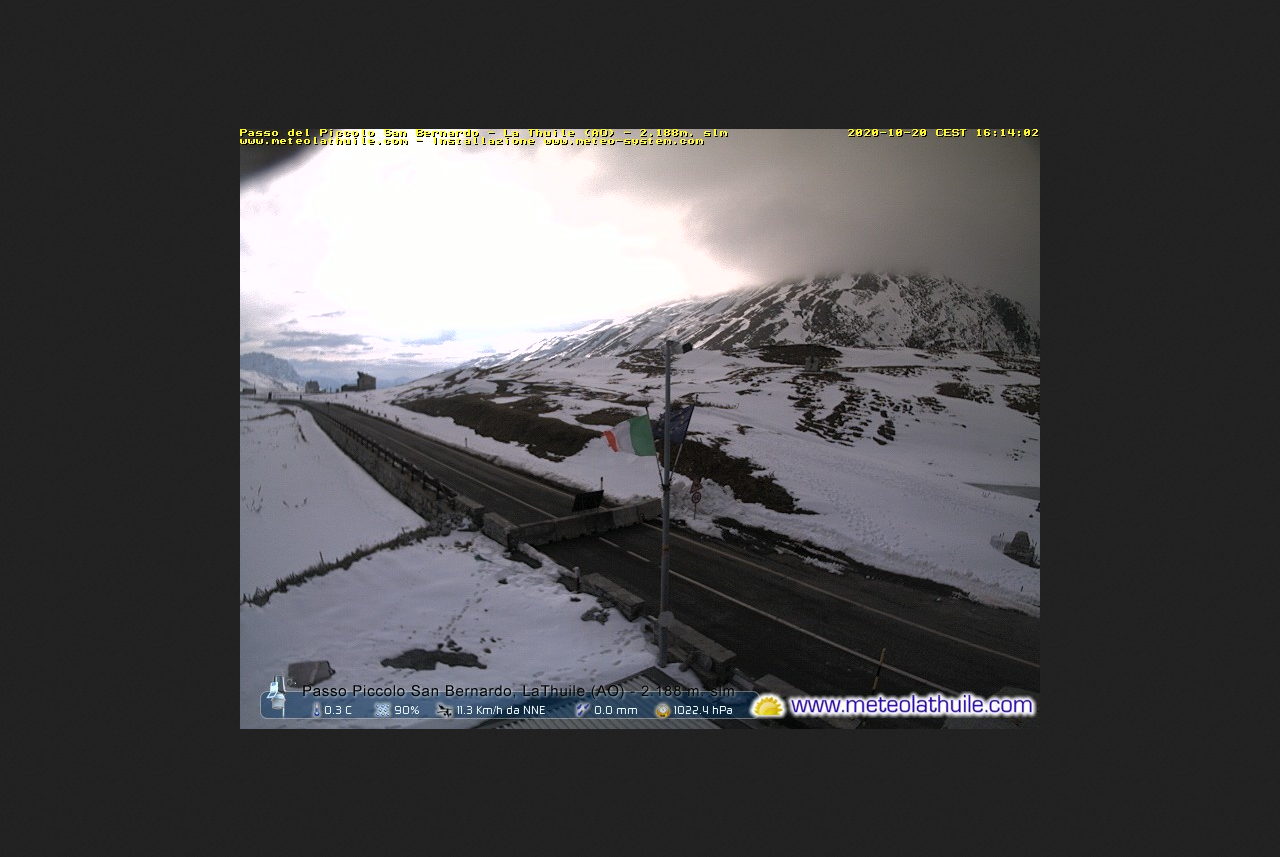 Passo del Piccolo San Bernardo - La Thuile (AO) - 2.188m. slm 2020-10-20 CEST 16:14:02
www.meteolathuile.com - Installazione www.meteo-system.com
Passo Piccolo San Bernardo, LaThuile (AO) - 2.188 m. slm
0.3 C 90% 11.3 Km/h da NNE 0.0 mm 1022.4 hPa
www.meteolathuile.com